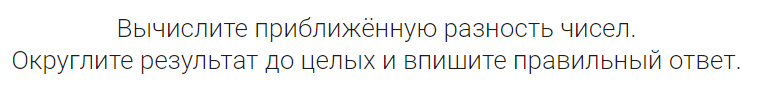 Вычислите приближённую разность чисел.
Округлите результат до целых и впишите правильный ответ.